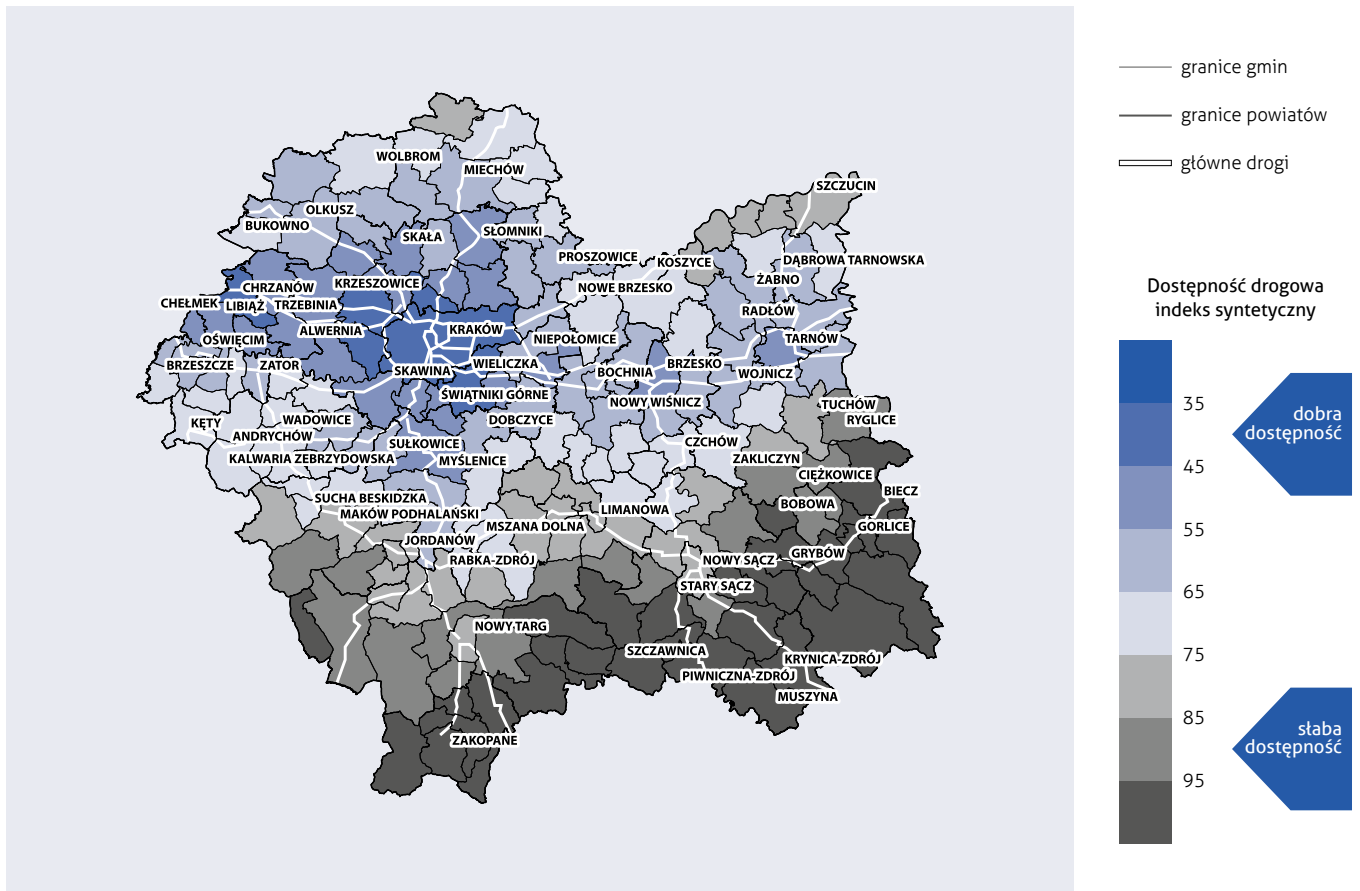 granice gmin
granice powiatów
główne drogi
Dostępność drogowa
indeks syntetyczny
35
45
55
65
75
85
95
dobra
dostępność
słaba
dostępność
WOLBROM
MIECHÓW
SZCZUCIN
OLKUSZ
BUKOWNO
SKAŁA
SŁOMNIKI
PROSZOWICE
KOSZYCE
DĄBROWA TARNOWSKA
ŻABNO
CHRZANÓW
KRZESZOWICE
NOWE BRZESKO
CHEŁMEK
LIBIĄŻ
TRZEBINIA
RADŁÓW
ALWERNIA
KRAKÓW
OŚWIĘCIM
NIEPOŁOMICE
TARNÓW
BRZESZCZE
ZATOR
SKAWINA
WIELICZKA
BOCHNIA
BRZESKO
WOJNICZ
ŚWIĄTNIKI GÓRNE
NOWY WIŚNICZ
TUCHÓW
RYGLICE
KĘTY
WADOWICE
DOBCZYCE
ANDRYCHÓW
SUŁKOWICE
CZCHÓW
KALWARIA ZEBRZYDOWSKA
MYŚLENICE
ZAKLICZYN
CIĘŻKOWICE
BIECZ
SUCHA BESKIDZKA
MAKÓW PODHALAŃSKI
LIMANOWA
BOBOWA
MSZANA DOLNA
GORLICE
JORDANÓW
RABKA-ZDRÓJ
NOWY SĄCZ
GRYBÓW
STARY SĄCZ
NOWY TARG
SZCZAWNICA
KRYNICA-ZDRÓJ
PIWNICZNA-ZDRÓJ
MUSZYNA
ZAKOPANE